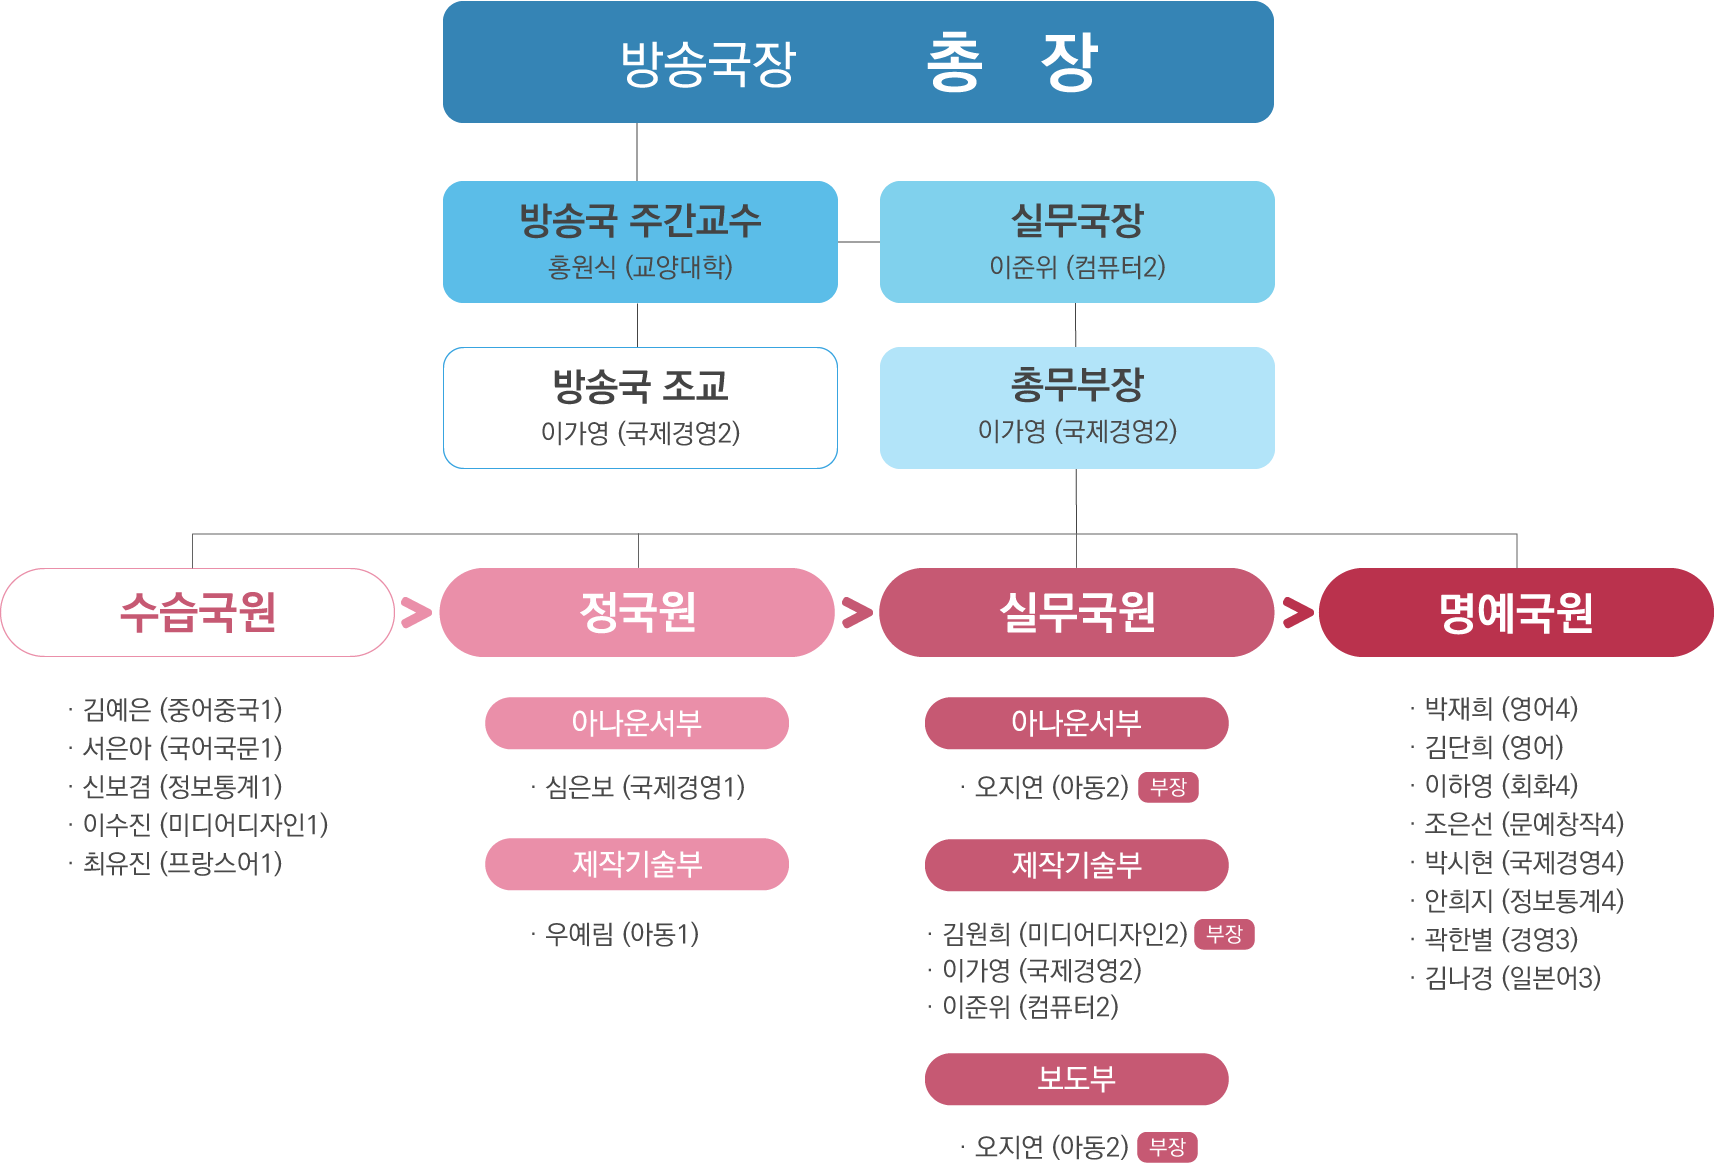 방송국장 총 장
방송국 주간교수
홍원식 (교양대학)
실무국장
이준위 (컴퓨터2)
방송국 조교
이가영 (국제경영2)
총무부장
이가영 (국제경영2)
수습국원
· 김예은 (중어중국1)
· 서은아 (국어국문1)
· 신보겸 (정보통계1)
· 이수진 (미디어디자인1)
· 최유진 (프랑스어1)
정국원
아나운서부
· 심은보 (국제경영1)
제작기술부
· 우예림 (아동1)
실무국원
아나운서부
· 오지연 (아동2) 부장
제작기술부
· 김원희 (미디어디자인2) 부장
· 이가영 (국제경영2)
· 이준위 (컴퓨터2)
보도부
· 오지연 (아동2) 부장
명예국원
· 박재희 (영어4)
· 김단희 (영어)
· 이하영 (회화4)
· 조은선 (문예창작4)
· 박시현 (국제경영4)
· 안희지 (정보통계4)
· 곽한별 (경영3)
· 김나경 (일본어3)